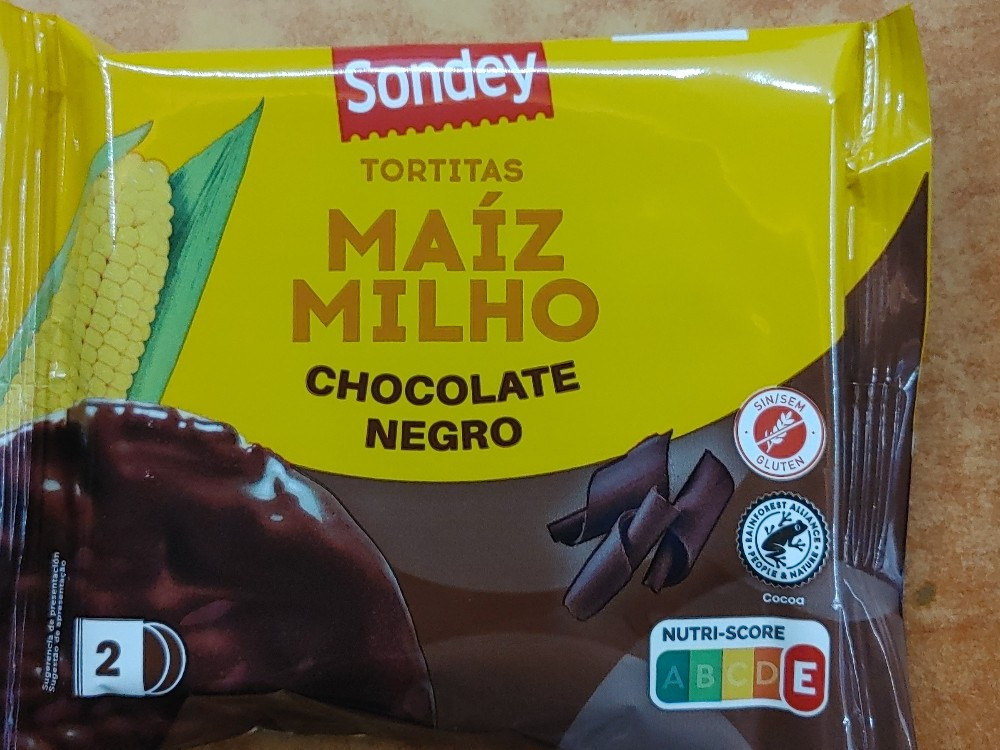 Sondey
TORTITAS
MAÍZ
MILHO
CHOCOLATE
NEGRO
SIN/SEM
GLUTEN
RAINFOREST ALLIANCE
PEOPLE & NATURE
Cocoa
NUTRI-SCORE
A B C D E
2
Sugerencia de presentación
Sugestão de apresentação